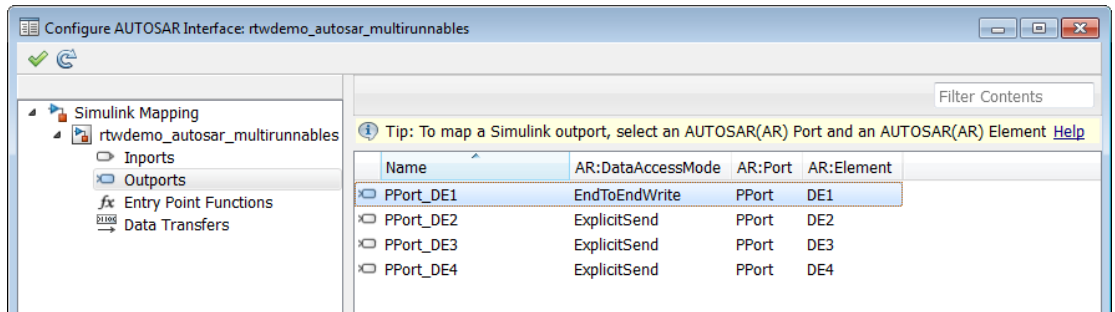 Configure AUTOSAR Interface: rtwdemo_autosar_multirunnables
Filter Contents
Simulink Mapping
rtwdemo_autosar_multirunnables
Inports
Outports
fx Entry Point Functions
Data Transfers
Tip: To map a Simulink outport, select an AUTOSAR(AR) Port and an AUTOSAR(AR) Element Help
Name AR:DataAccessMode AR:Port AR:Element
PPort_DE1 EndToEndWrite PPort DE1
PPort_DE2 ExplicitSend PPort DE2
PPort_DE3 ExplicitSend PPort DE3
PPort_DE4 ExplicitSend PPort DE4